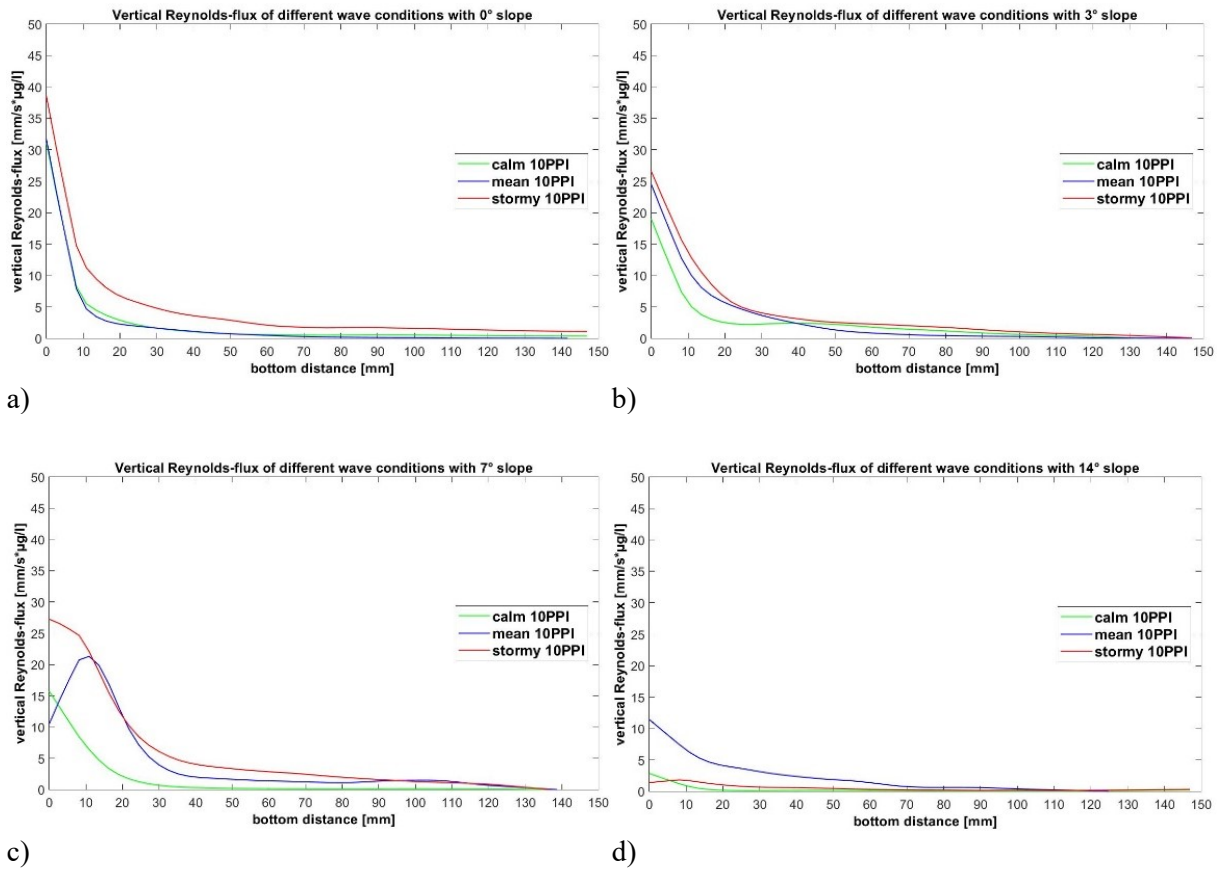 Vertical Reynolds-flux of different wave conditions with 0° slope
50
45
40
35
30
25
20
15
10
5
0
vertical Reynolds-flux [mm/s*µg/l]
calm 10PPI
mean 10PPI
stormy 10PPI
0 10 20 30 40 50 60 70 80 90 100 110 120 130 140 150
bottom distance [mm]
a)
Vertical Reynolds-flux of different wave conditions with 3° slope
50
45
40
35
30
25
20
15
10
5
0
vertical Reynolds-flux [mm/s*µg/l]
calm 10PPI
mean 10PPI
stormy 10PPI
0 10 20 30 40 50 60 70 80 90 100 110 120 130 140 150
bottom distance [mm]
b)
Vertical Reynolds-flux of different wave conditions with 7° slope
50
45
40
35
30
25
20
15
10
5
0
vertical Reynolds-flux [mm/s*µg/l]
calm 10PPI
mean 10PPI
stormy 10PPI
0 10 20 30 40 50 60 70 80 90 100 110 120 130 140 150
bottom distance [mm]
c)
Vertical Reynolds-flux of different wave conditions with 14° slope
50
45
40
35
30
25
20
15
10
5
0
vertical Reynolds-flux [mm/s*µg/l]
calm 10PPI
mean 10PPI
stormy 10PPI
0 10 20 30 40 50 60 70 80 90 100 110 120 130 140 150
bottom distance [mm]
d)